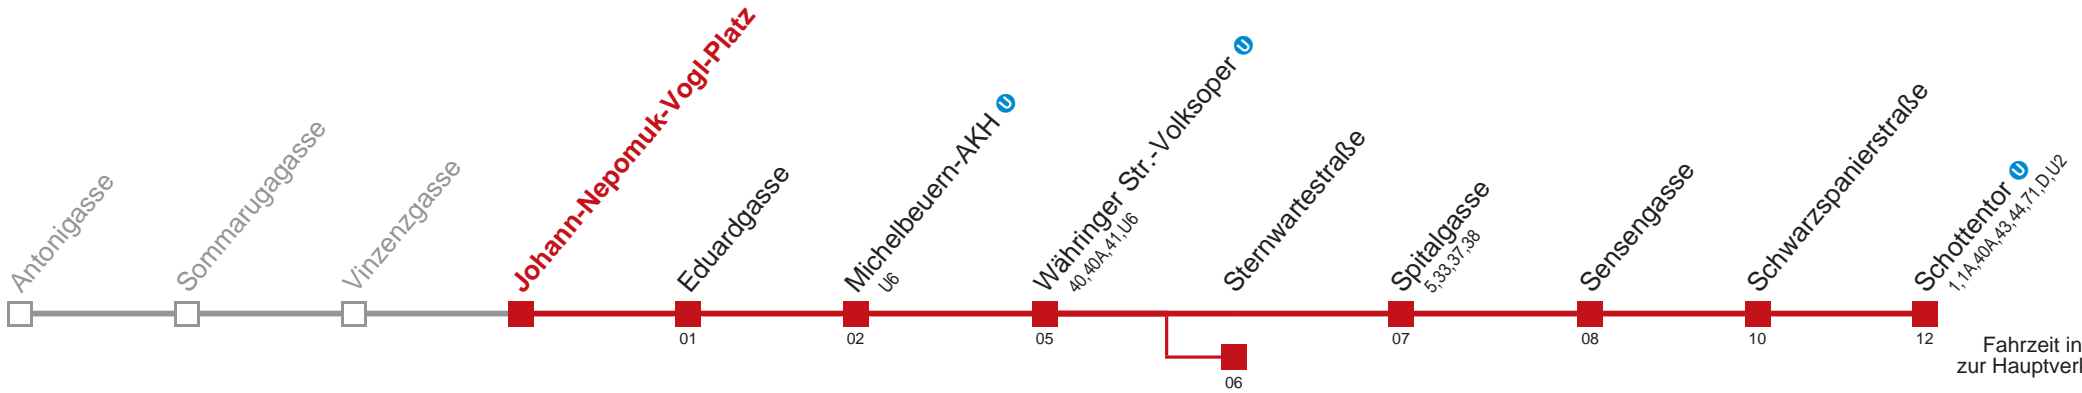 Antonigasse
Sommarugagasse
Vinzenzgasse
Johann-Nepomuk-Vogl-Platz
Eduardgasse
01
Michelbeuern-AKH U
U6
02
Währinger Str.-Volksoper U
40,40A,41,U6
05
Sternwartestraße
06
Spitalgasse
5,33,37,38
07
Sensengasse
08
Schwarzspanierstraße
10
Schottentor U
1,1A,40A,43,44,71,D,U2
12
Fahrzeit in
zur Hauptverl